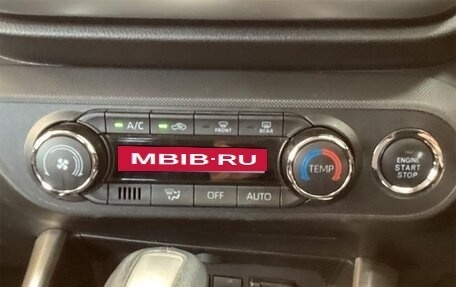 A/C
FRONT
REAR
MBIB-RU
TEMP
ENGINE
START
STOP
OFF
AUTO